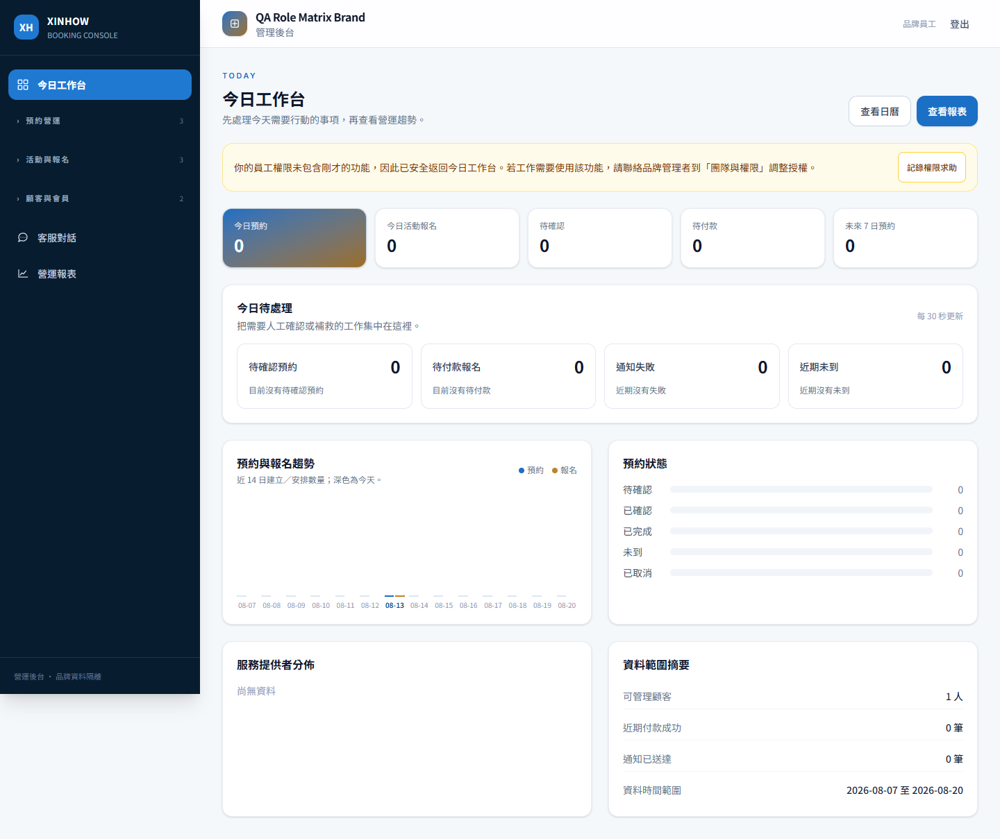 XH
XINHOW
BOOKING CONSOLE
今日工作台
預約營運 3
活動與報名 3
顧客與會員 2
客服對話
營運報表
營運後台 · 品牌資料隔離
QA Role Matrix Brand
管理後台
品牌員工
登出
TODAY
今日工作台
先處理今天需要行動的事項，再查看營運趨勢。
查看日曆
查看報表
你的員工權限未包含剛才的功能，因此已安全返回今日工作台。若工作需要使用該功能，請聯絡品牌管理者到「團隊與權限」調整授權。
記錄權限求助
今日預約
0
今日活動報名
0
待確認
0
待付款
0
未來 7 日預約
0
今日待處理
把需要人工確認或補救的工作集中在這裡。
每 30 秒更新
待確認預約 0
目前沒有待確認預約
待付款報名 0
目前沒有待付款
通知失敗 0
近期沒有失敗
近期未到 0
近期沒有未到
預約與報名趨勢
近 14 日建立／安排數量；深色為今天。
預約 報名
08-07 08-08 08-09 08-10 08-11 08-12 08-13 08-14 08-15 08-16 08-17 08-18 08-19 08-20
預約狀態
待確認 0
已確認 0
已完成 0
未到 0
已取消 0
服務提供者分佈
尚無資料
資料範圍摘要
可管理顧客 1 人
近期付款成功 0 筆
通知已送達 0 筆
資料時間範圍 2026-08-07 至 2026-08-20